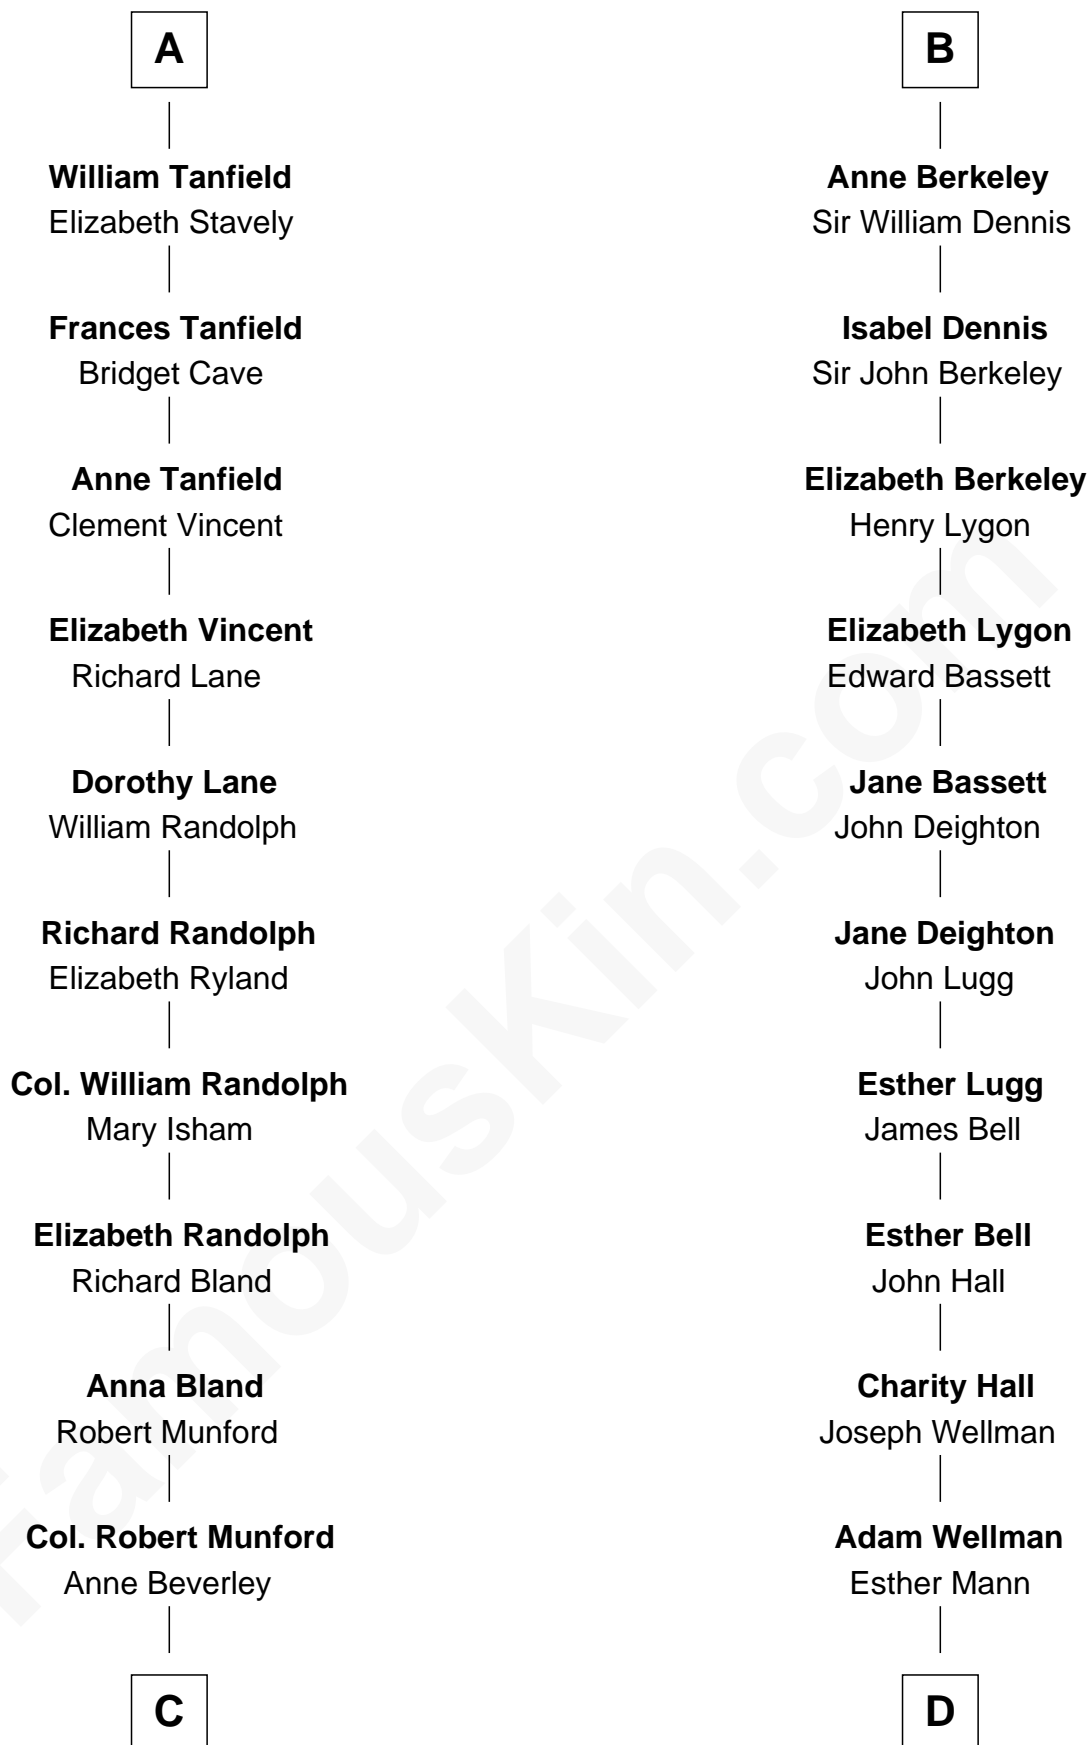 A
William Tanfield
Elizabeth Stavely
Frances Tanfield
Bridget Cave
Anne Tanfield
Clement Vincent
Elizabeth Vincent
Richard Lane
Dorothy Lane
William Randolph
Richard Randolph
Elizabeth Ryland
Col. William Randolph
Mary Isham
Elizabeth Randolph
Richard Bland
Anna Bland
Robert Munford
Col. Robert Munford
Anne Beverley
C
B
Anne Berkeley
Sir William Dennis
Isabel Dennis
Sir John Berkeley
Elizabeth Berkeley
Henry Lygon
Elizabeth Lygon
Edward Bassett
Jane Bassett
John Deighton
Jane Deighton
John Lugg
Esther Lugg
James Bell
Esther Bell
John Hall
Charity Hall
Joseph Wellman
Adam Wellman
Esther Mann
D
FamousKin.com